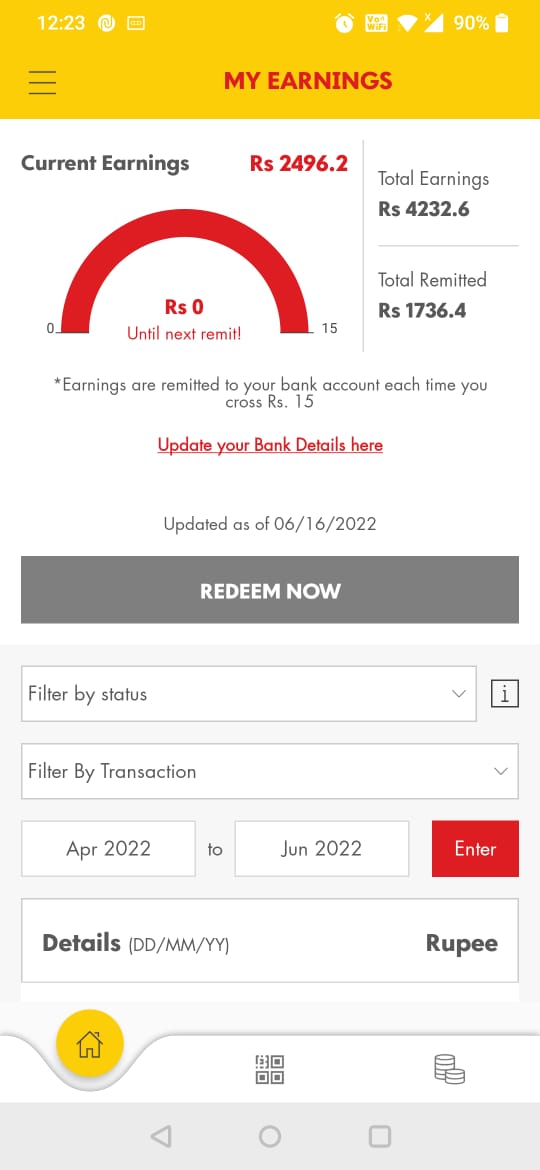 12:23
Vo WiFi
x
90%
MY EARNINGS
Current Earnings
Rs 2496.2
Total Earnings
Rs 4232.6
Total Remitted
Rs 1736.4
Rs 0
0
Until next remit!
15
*Earnings are remitted to your bank account each time you
cross Rs. 15
Update your Bank Details here
Updated as of 06/16/2022
REDEEM NOW
Filter by status
i
Filter By Transaction
Apr 2022 to Jun 2022 Enter
Details (DD/MM/YY) Rupee